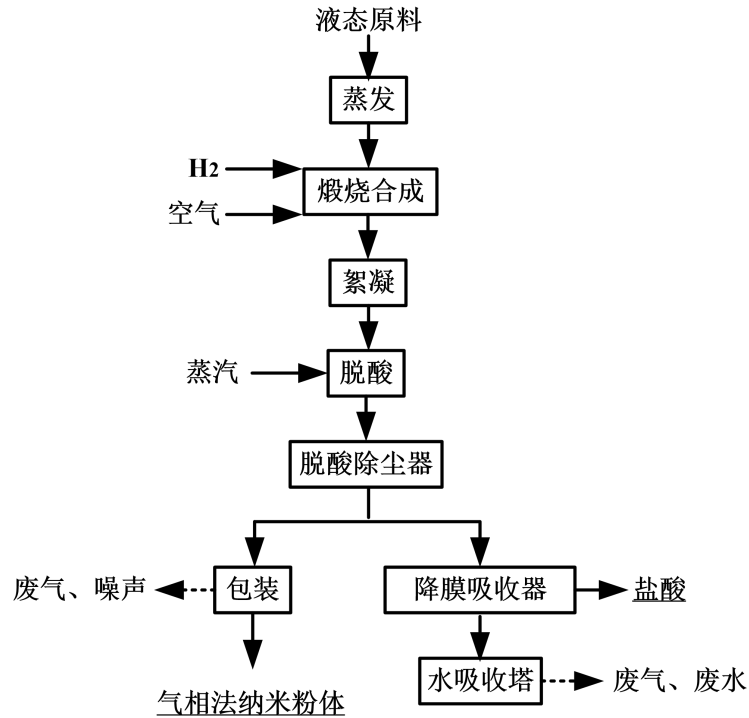 液态原料
蒸发
H2
煅烧合成
空气
絮凝
蒸汽
脱酸
脱酸除尘器
废气、噪声
包装
降膜吸收器
盐酸
水吸收塔
废气、废水
气相法纳米粉体